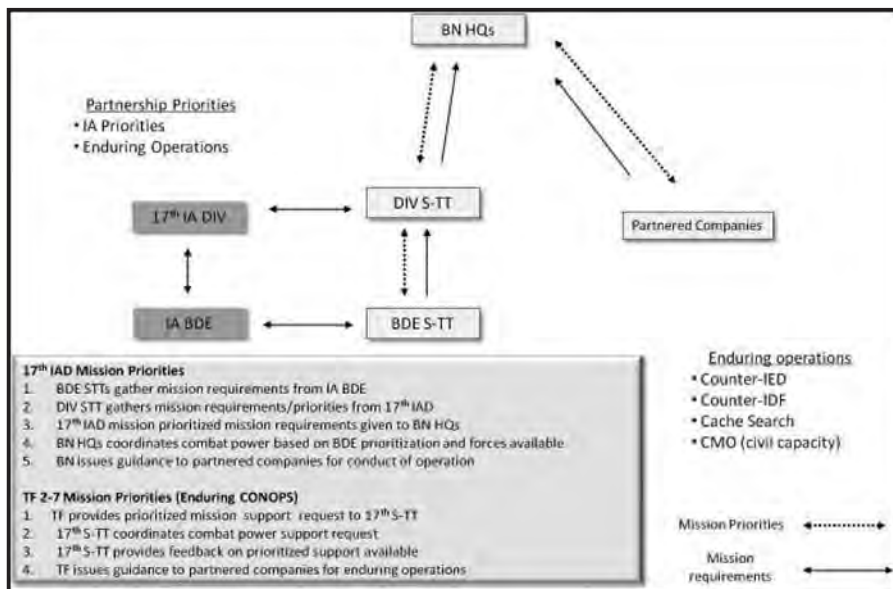 BN HQs
Partnership Priorities
• IA Priorities
• Enduring Operations
17th IA DIV
DIV S-TT
Partnered Companies
IA BDE
BDE S-TT
17th IAD Mission Priorities
1. BDE STTs gather mission requirements from IA BDE
2. DIV STT gathers mission requirements/priorities from 17th IAD
3. 17th IAD mission prioritized mission requirements given to BN HQs
4. BN HQs coordinates combat power based on BDE prioritization and forces available
5. BN issues guidance to partnered companies for conduct of operation
TF 2-7 Mission Priorities (Enduring CONOPS)
1. TF provides prioritized mission support request to 17th S-TT
2. 17th S-TT coordinates combat power support request
3. 17th S-TT provides feedback on prioritized support available
4. TF issues guidance to partnered companies for enduring operations
Enduring operations
• Counter-IED
• Counter-IDF
• Cache Search
• CMO (civil capacity)
Mission Priorities
Mission
requirements